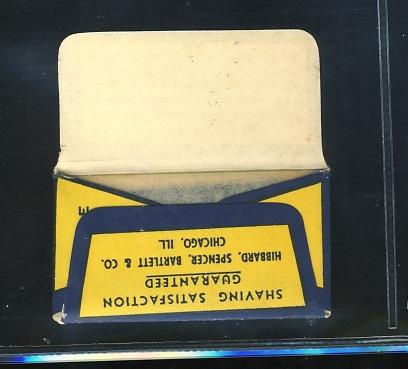 SHAVING SATISFACTION
GUARANTEED
HIBBARD, SPENCER, BARTLETT & CO.
CHICAGO, ILL
E